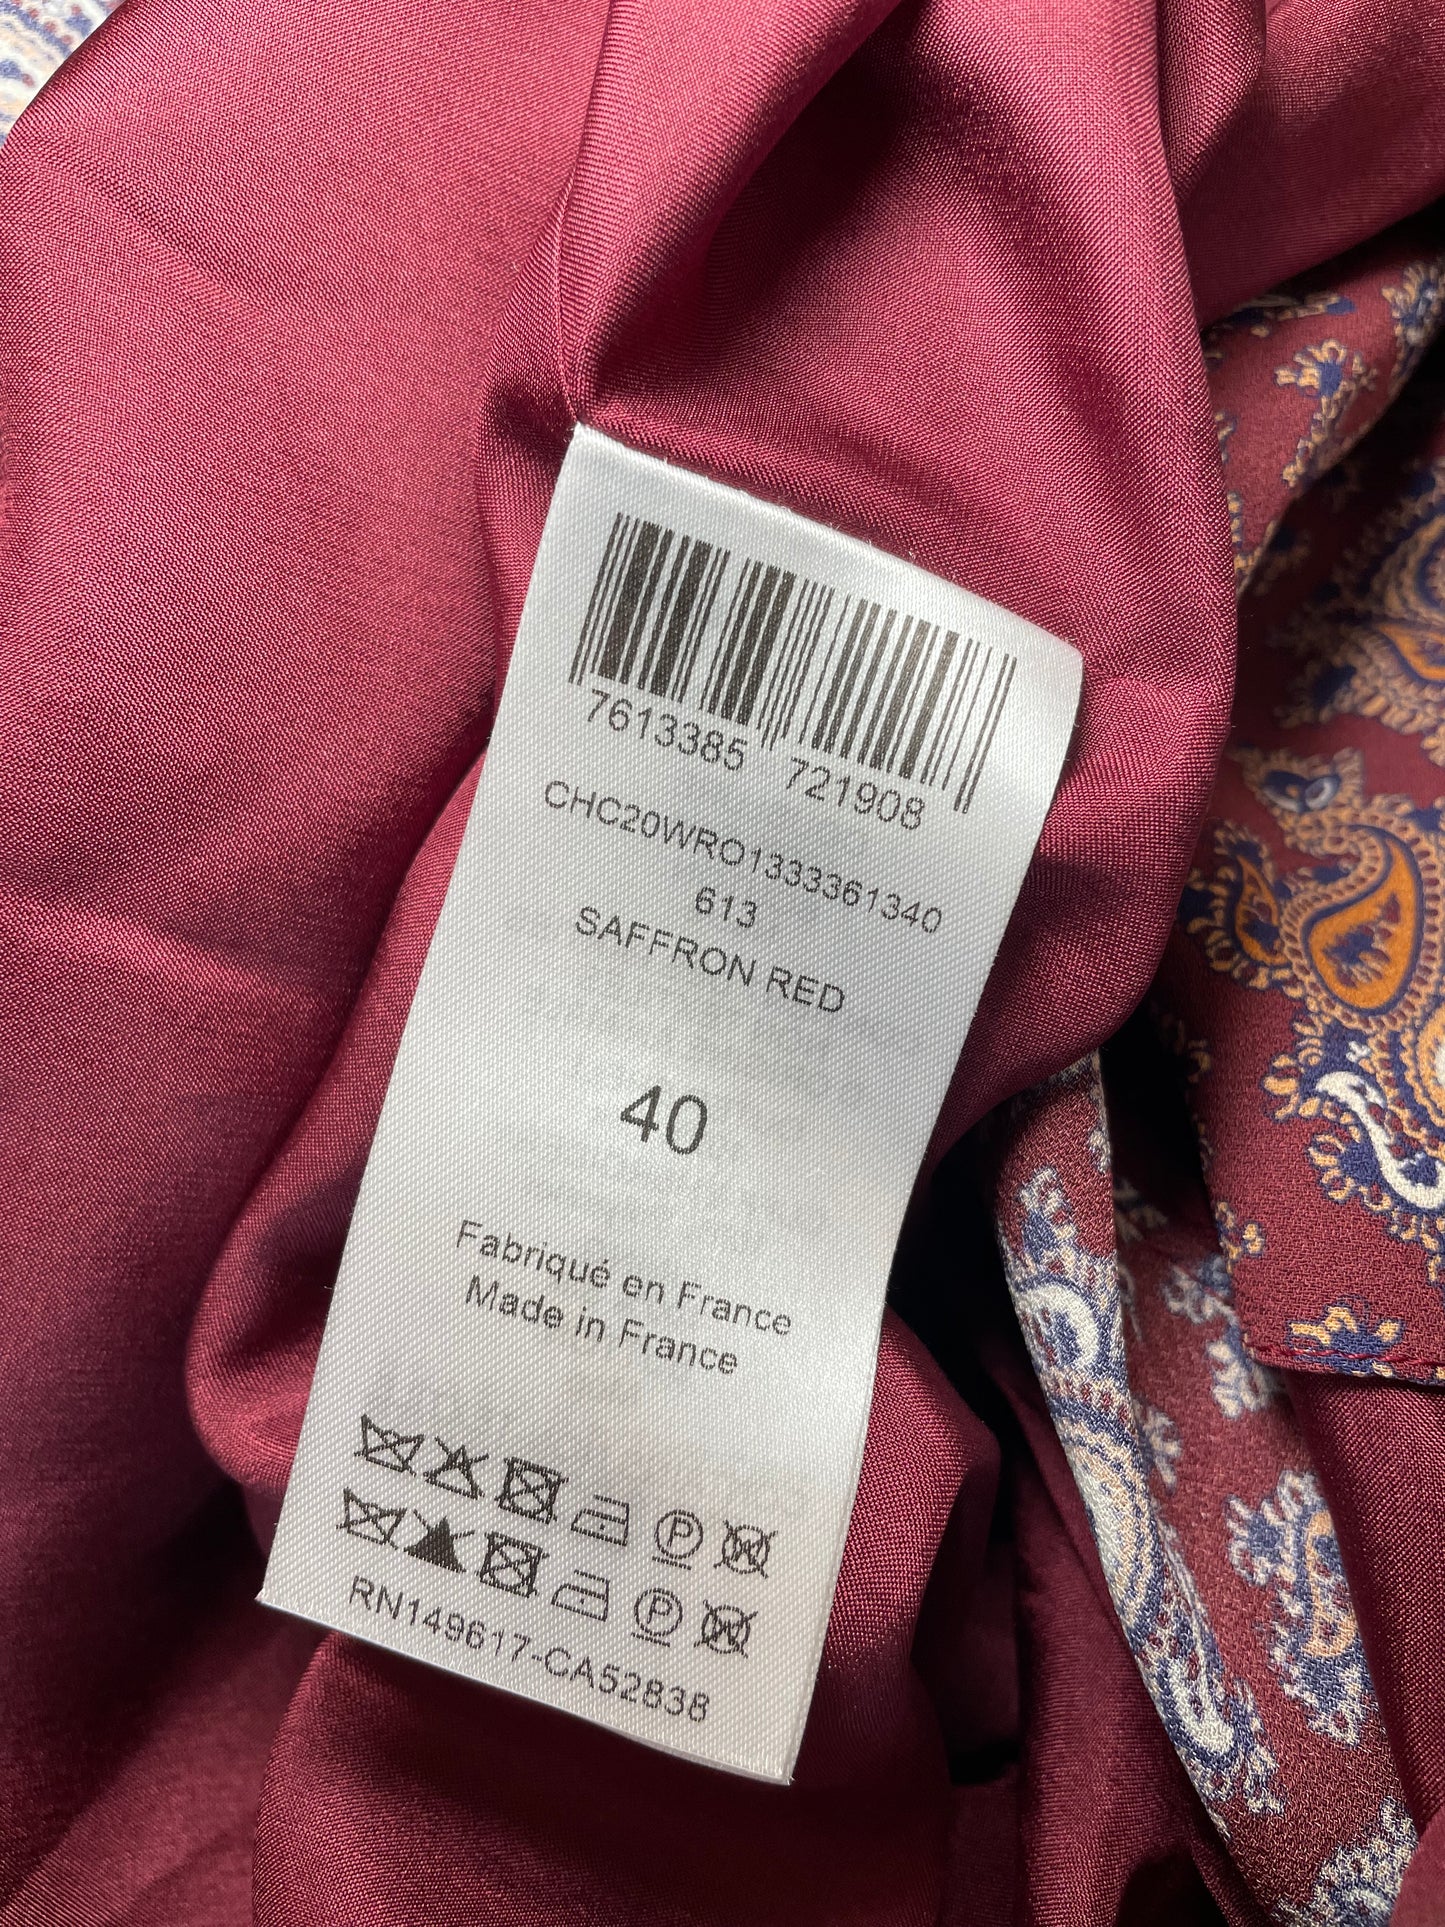 7613385 721908
CHC20WRO1333361340
613
SAFFRON RED
40
Fabriqué en France
Made in France
P W
P W
RN149617-CA52838